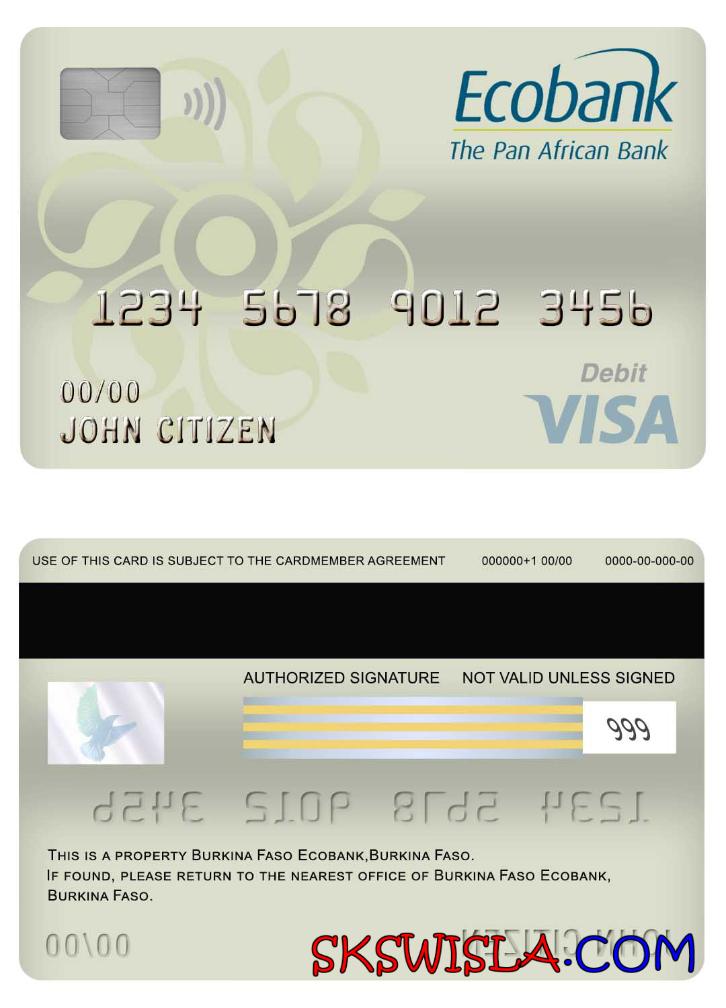 Ecobank
The Pan African Bank
1234 5678 9012 3456
00/00
Debit
JOHN CITIZEN
VISA
USE OF THIS CARD IS SUBJECT TO THE CARDMEMBER AGREEMENT 000000+1 00/00 0000-00-000-00
AUTHORIZED SIGNATURE NOT VALID UNLESS SIGNED
999
1234 5678 9012 3456
THIS IS A PROPERTY BURKINA FASO ECOBANK,BURKINA FASO.
IF FOUND, PLEASE RETURN TO THE NEAREST OFFICE OF BURKINA FASO ECOBANK,
BURKINA FASO.
00/00
JOHN CITIZEN
SKSWISLA.COM